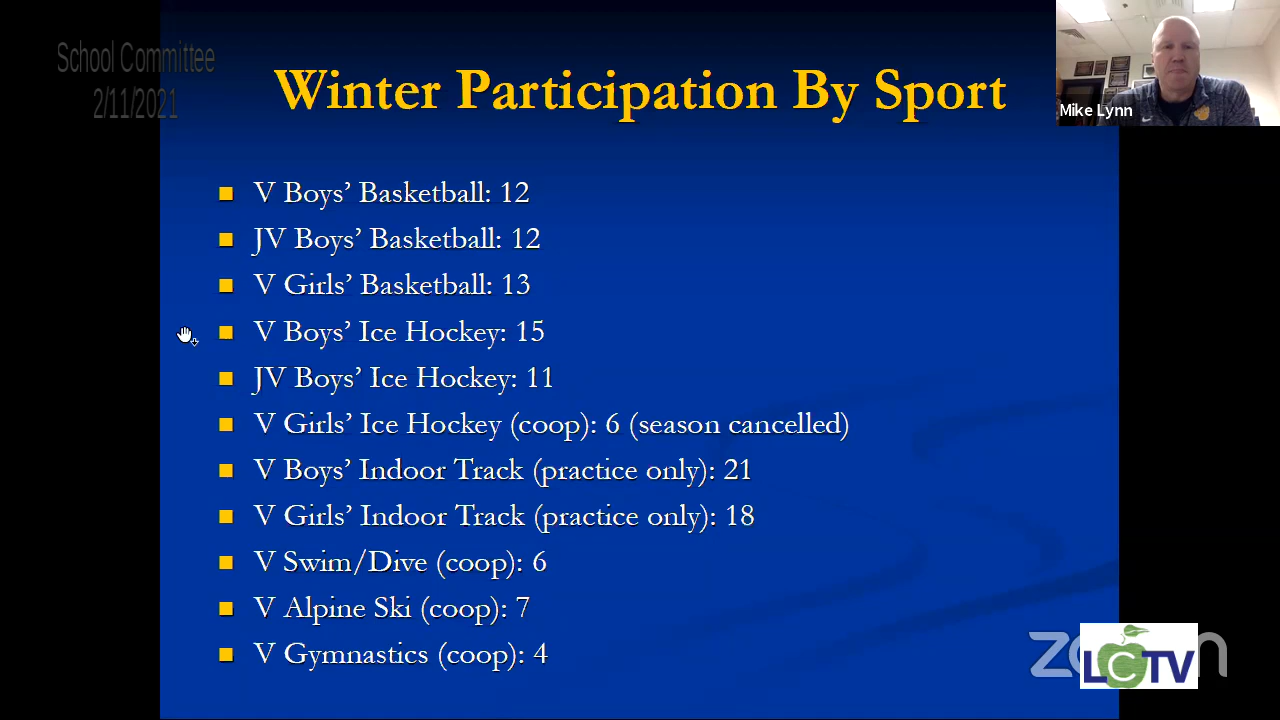 School Committee
2/11/2021
Winter Participation By Sport
Mike Lynn
V Boys’ Basketball: 12
JV Boys’ Basketball: 12
V Girls’ Basketball: 13
V Boys’ Ice Hockey: 15
JV Boys’ Ice Hockey: 11
V Girls’ Ice Hockey (coop): 6 (season cancelled)
V Boys’ Indoor Track (practice only): 21
V Girls’ Indoor Track (practice only): 18
V Swim/Dive (coop): 6
V Alpine Ski (coop): 7
V Gymnastics (coop): 4
LCTV